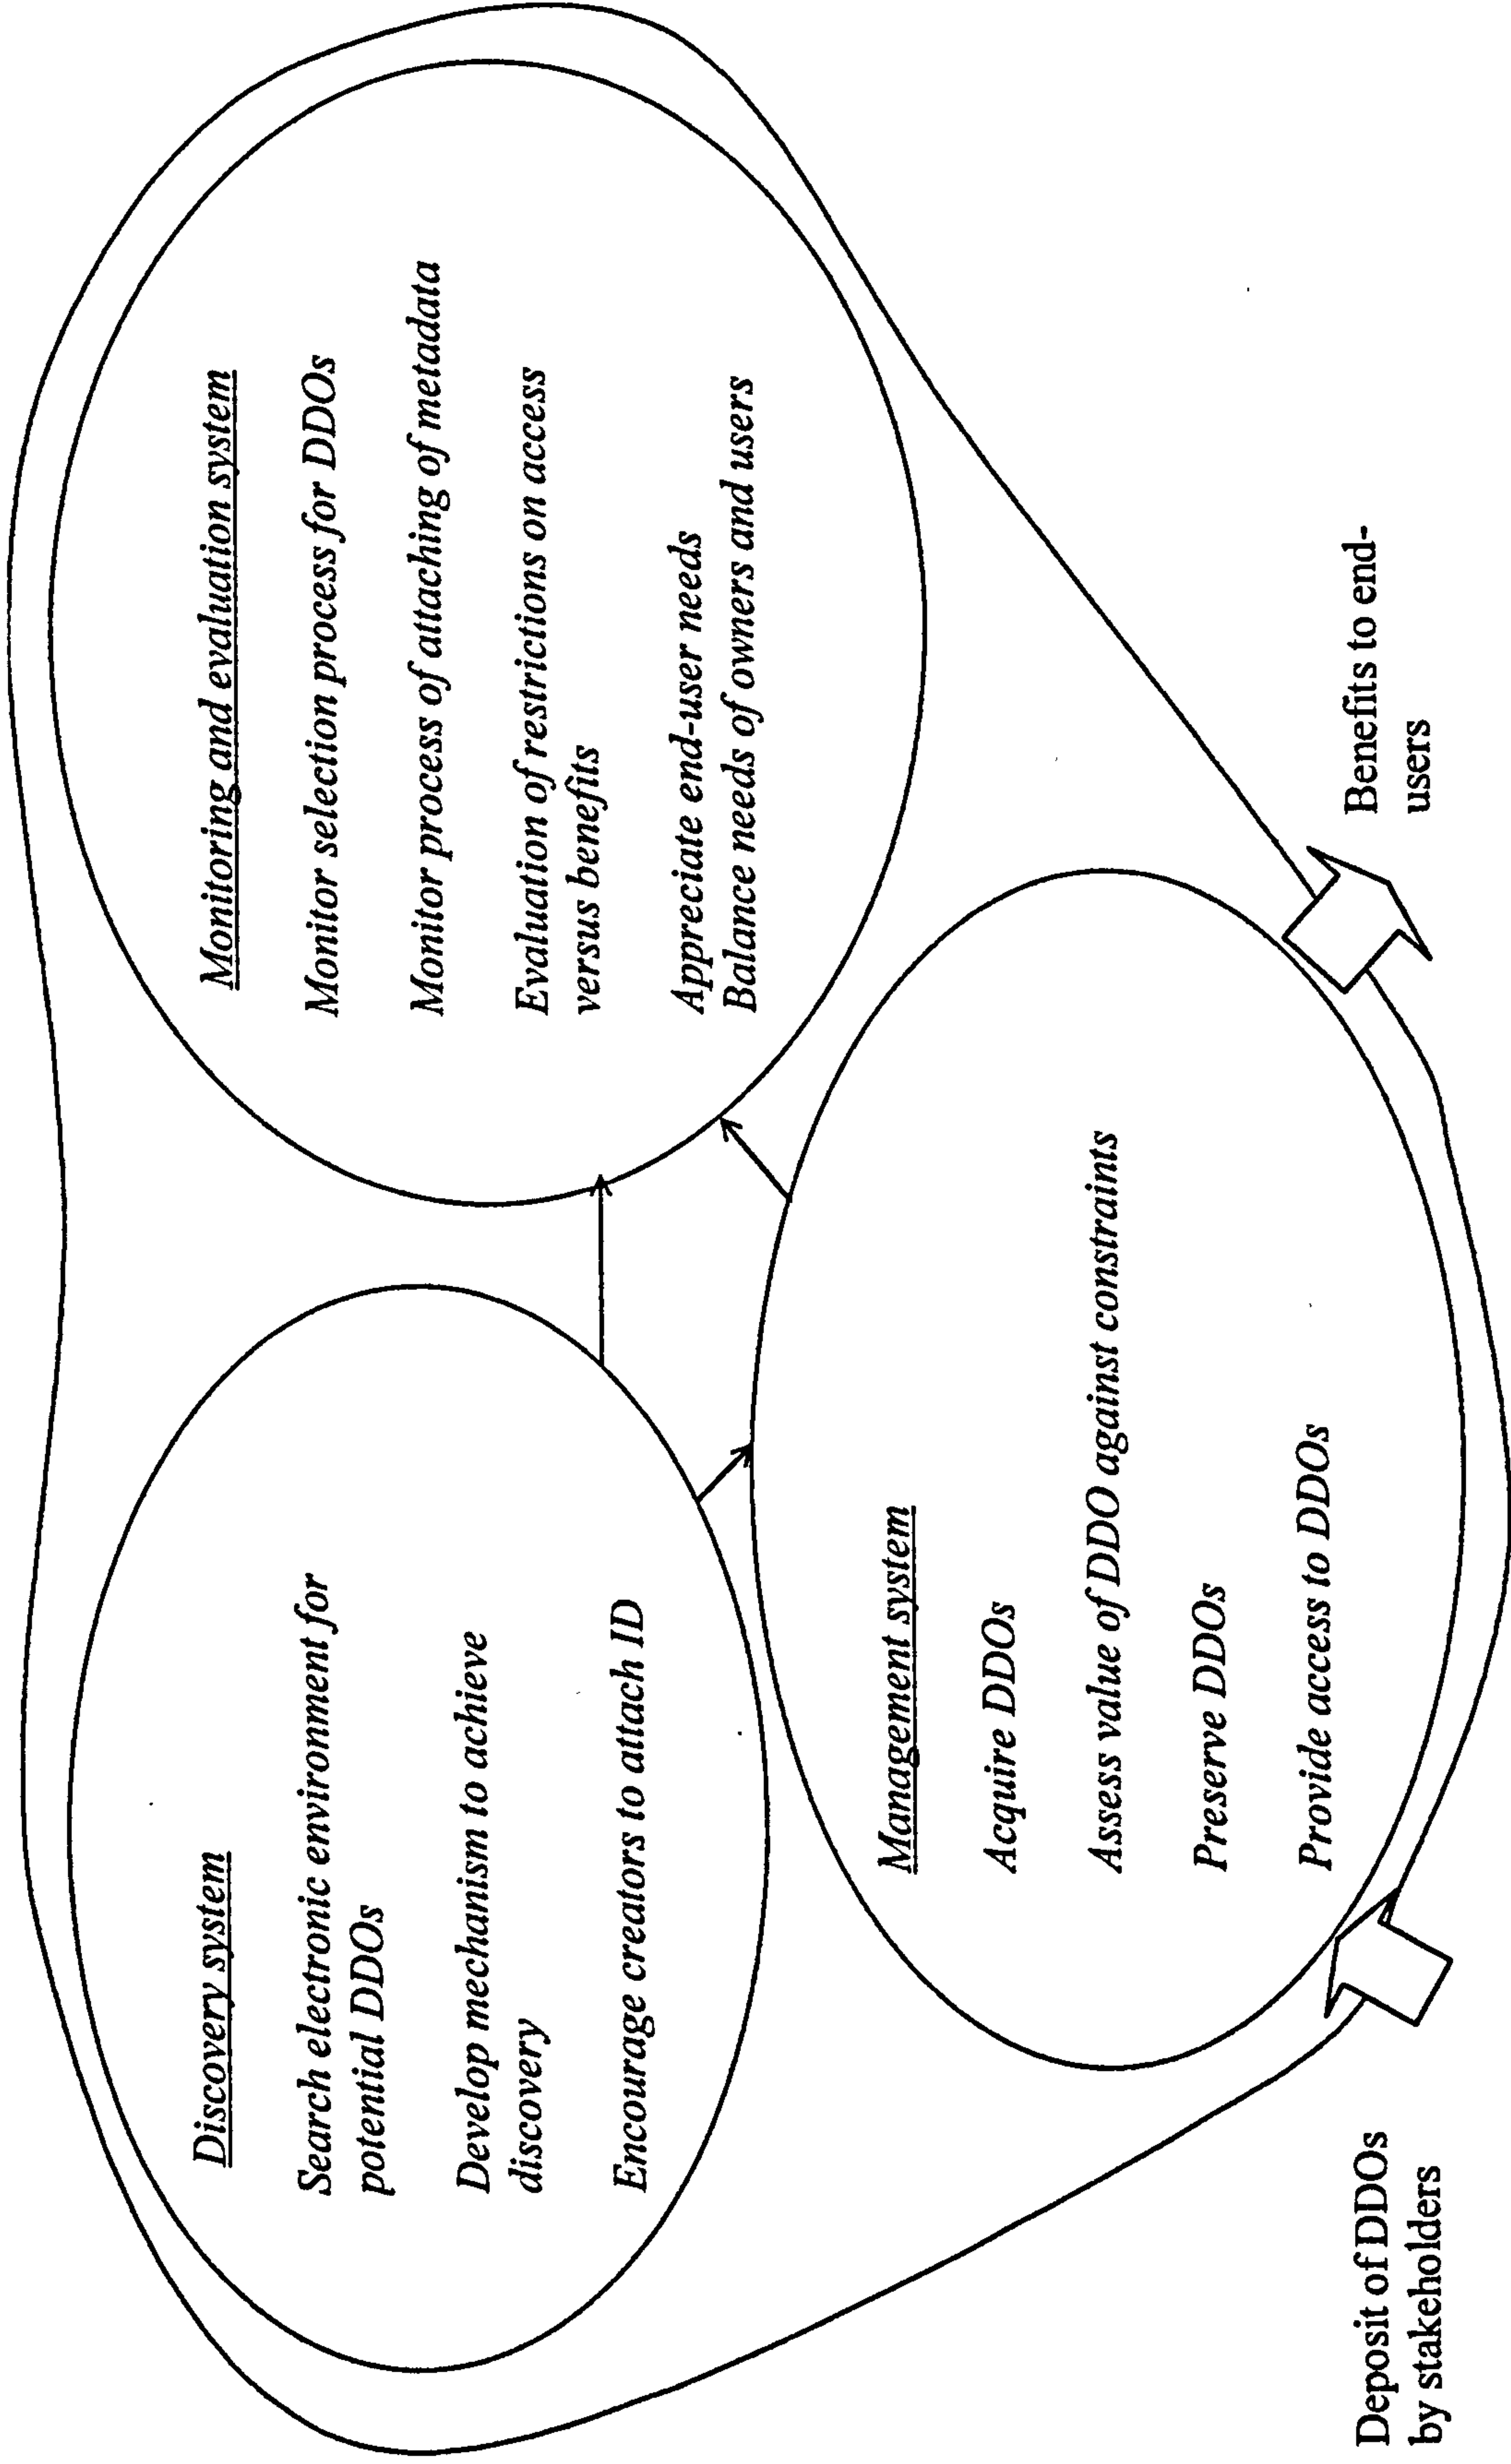 Discovery system
Search electronic environment for
potential DDOs
Develop mechanism to achieve
discovery
Encourage creators to attach ID
Monitoring and evaluation system
Monitor selection process for DDOs
Monitor process of attaching of metadata
Evaluation of restrictions on access
versus benefits
Appreciate end-user needs
Balance needs of owners and users
Management system
Acquire DDOs
Assess value of DDO against constraints
Preserve DDOs
Provide access to DDOs
Deposit of DDOs
by stakeholders
Benefits to end-
users